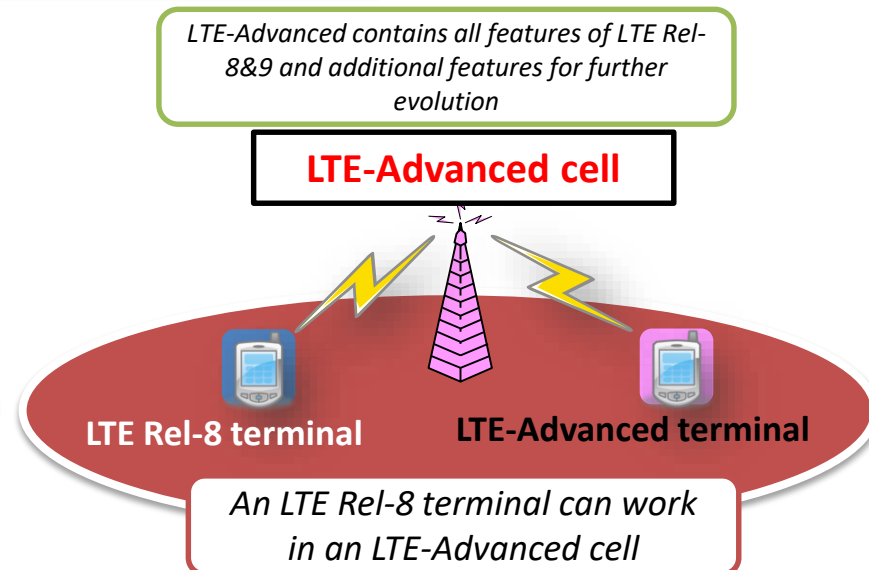 LTE-Advanced contains all features of LTE Rel-
8&9 and additional features for further
evolution
LTE-Advanced cell
LTE Rel-8 terminal
LTE-Advanced terminal
An LTE Rel-8 terminal can work
in an LTE-Advanced cell